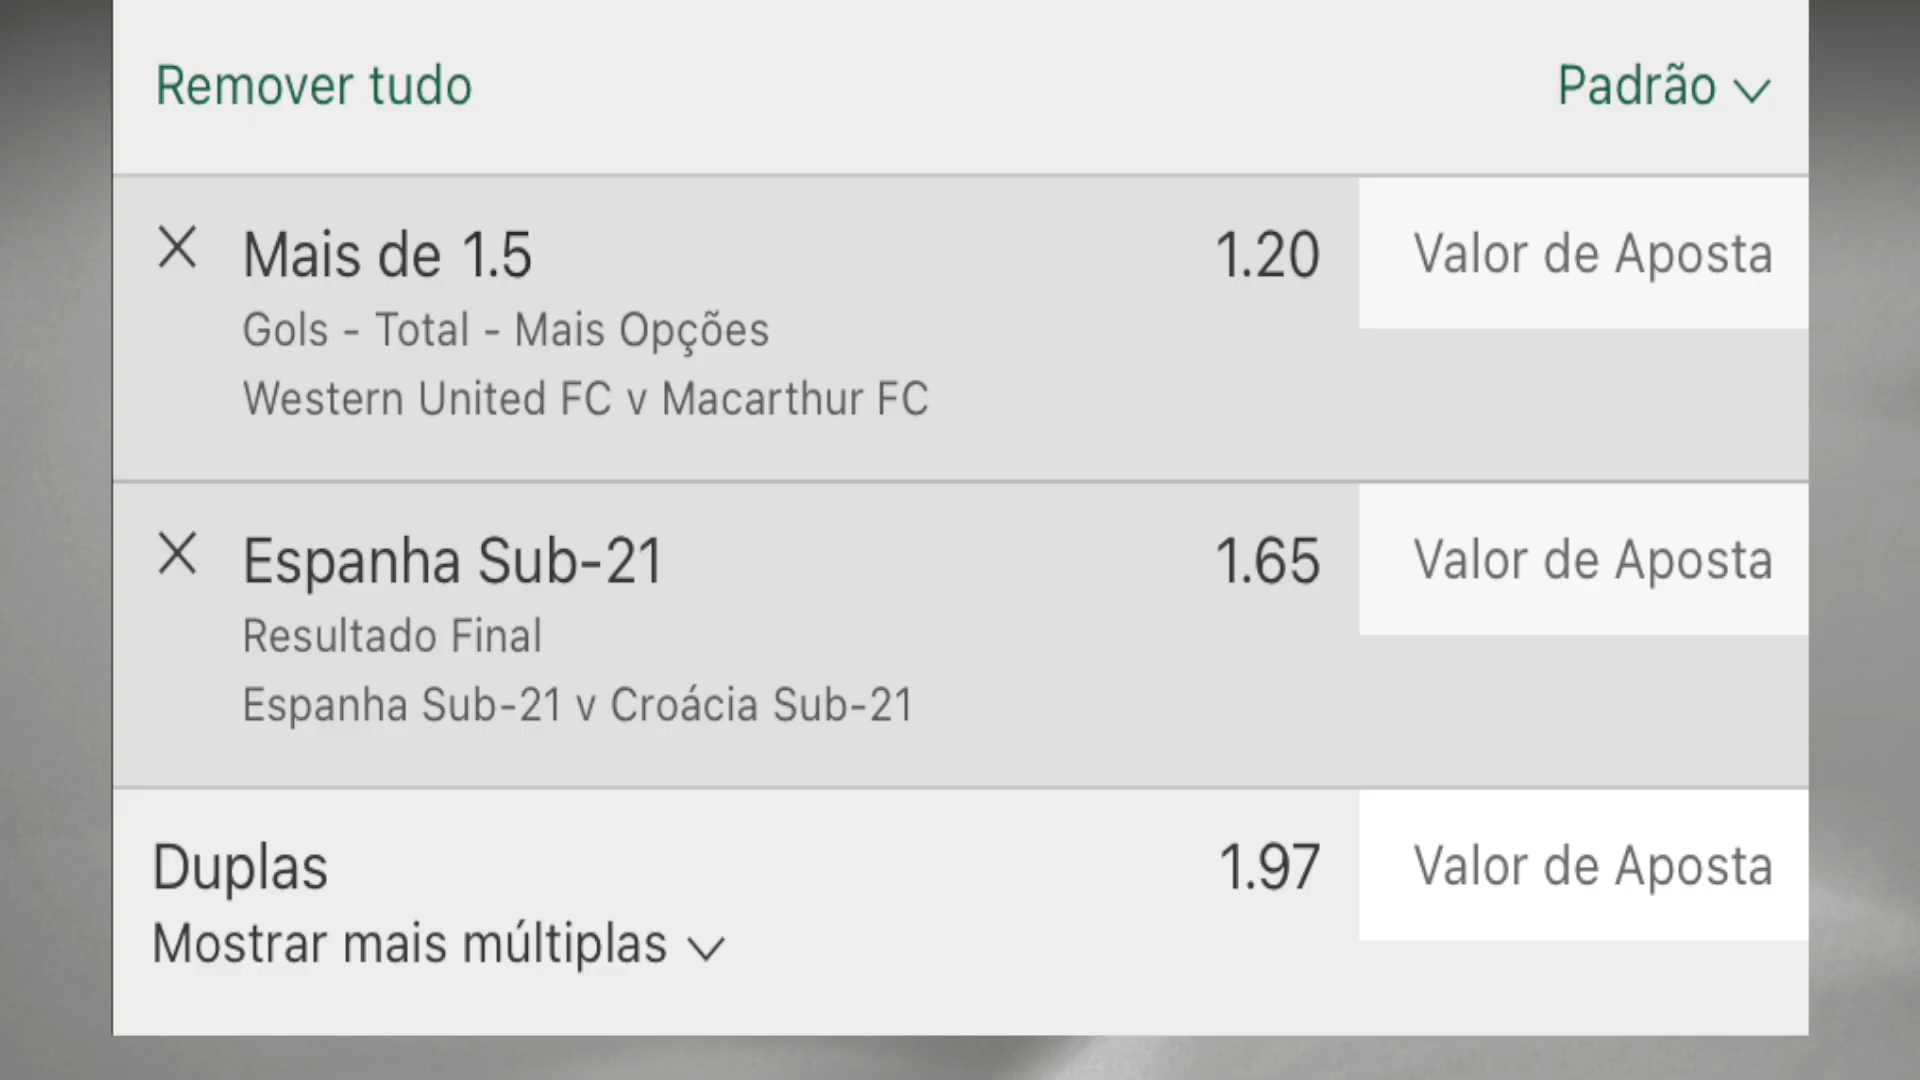 Remover tudo
Padrão
Mais de 1.5
1.20
Valor de Aposta
Gols - Total - Mais Opções
Western United FC v Macarthur FC
Espanha Sub-21
1.65
Valor de Aposta
Resultado Final
Espanha Sub-21 v Croácia Sub-21
Duplas
1.97
Valor de Aposta
Mostrar mais múltiplas